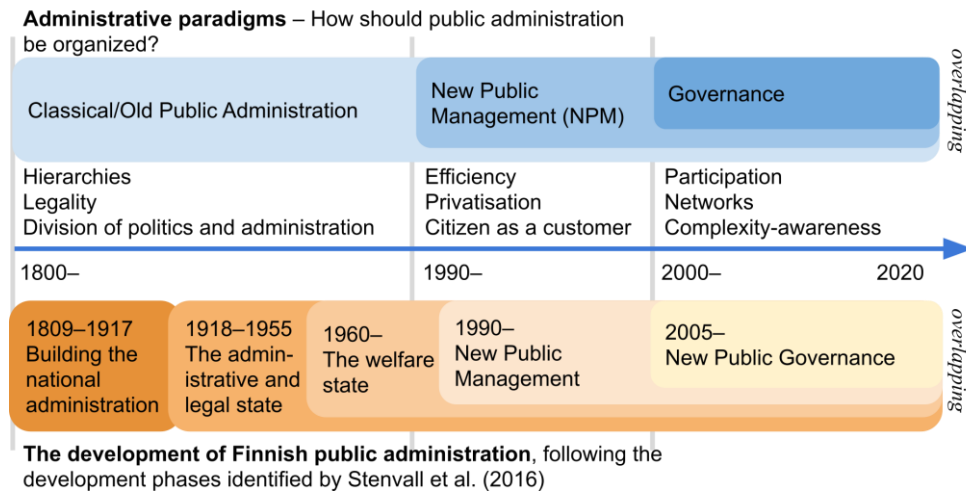 Administrative paradigms – How should public administration
be organized?
Classical/Old Public Administration
New Public
Management (NPM)
Governance
overlapping
Hierarchies
Legality
Division of politics and administration
Efficiency
Privatisation
Citizen as a customer
Participation
Networks
Complexity-awareness
1800–
1990–
2000–
2020
1809–1917
Building the
national
administration
1918–1955
The admin-
istrative and
legal state
1960–
The welfare
state
1990–
New Public
Management
2005–
New Public Governance
overlapping
The development of Finnish public administration, following the
development phases identified by Stenvall et al. (2016)